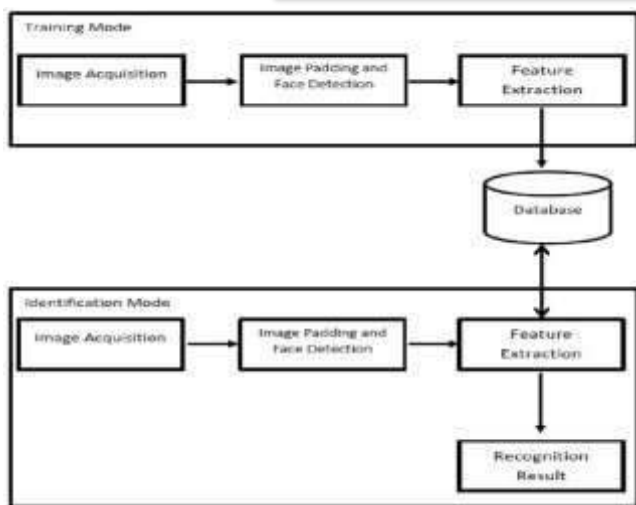 Training Mode
Image Acquisition
Image Padding and
Face Detection
Feature
Extraction
Database
Identification Mode
Image Acquisition
Image Padding and
Face Detection
Feature
Extraction
Recognition
Result